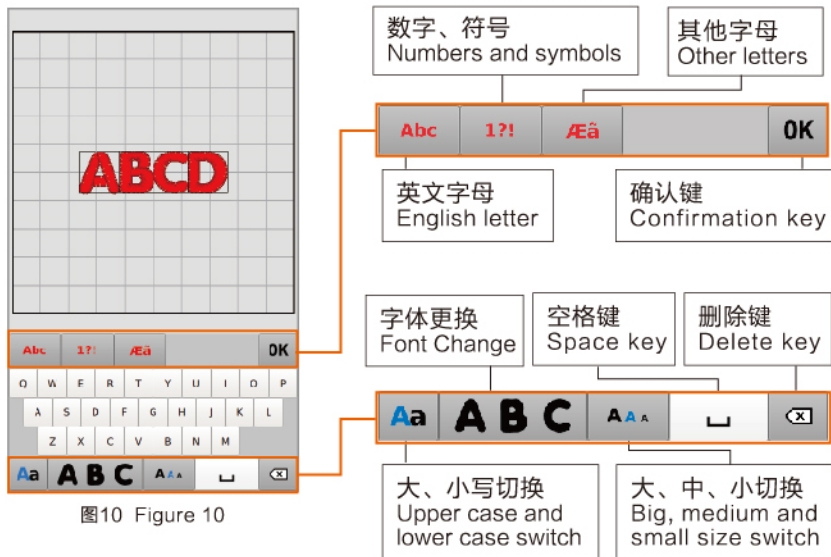 数字、符号
Numbers and symbols
其他字母
Other letters
Abc 1?! Æã OK
英文字母
English letter
确认键
Confirmation key
ABCD
字体更换
Font Change
空格键
Space key
删除键
Delete key
Abc 1?! Æã OK
Q W E R T Y U I O P
A S D F G H J K L
Z X C V B N M
Aa A B C A A A
Aa A B C A A A
大、小写切换
Upper case and
lower case switch
大、中、小切换
Big, medium and
small size switch
图10 Figure 10